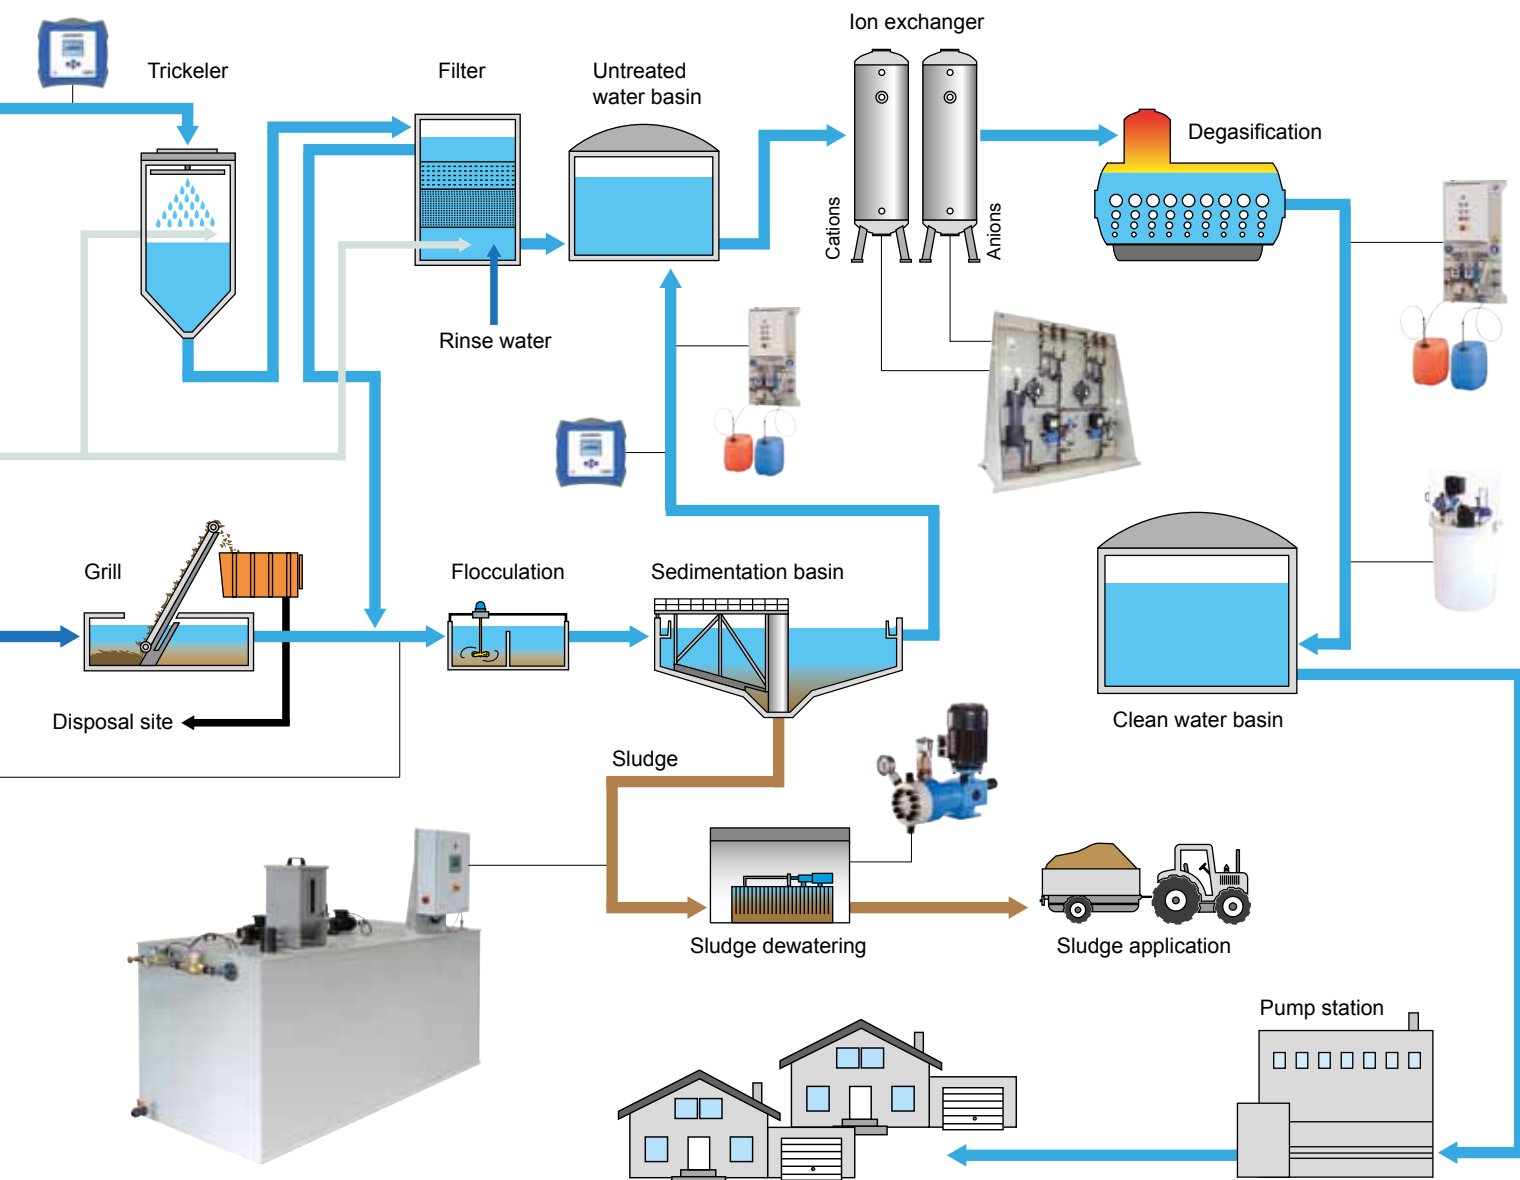 Ion exchanger
Trickeler
Filter
Untreated
water basin
Degasification
Cations
Anions
Rinse water
Grill
Flocculation
Sedimentation basin
Disposal site
Clean water basin
Sludge
Sludge dewatering
Sludge application
Pump station